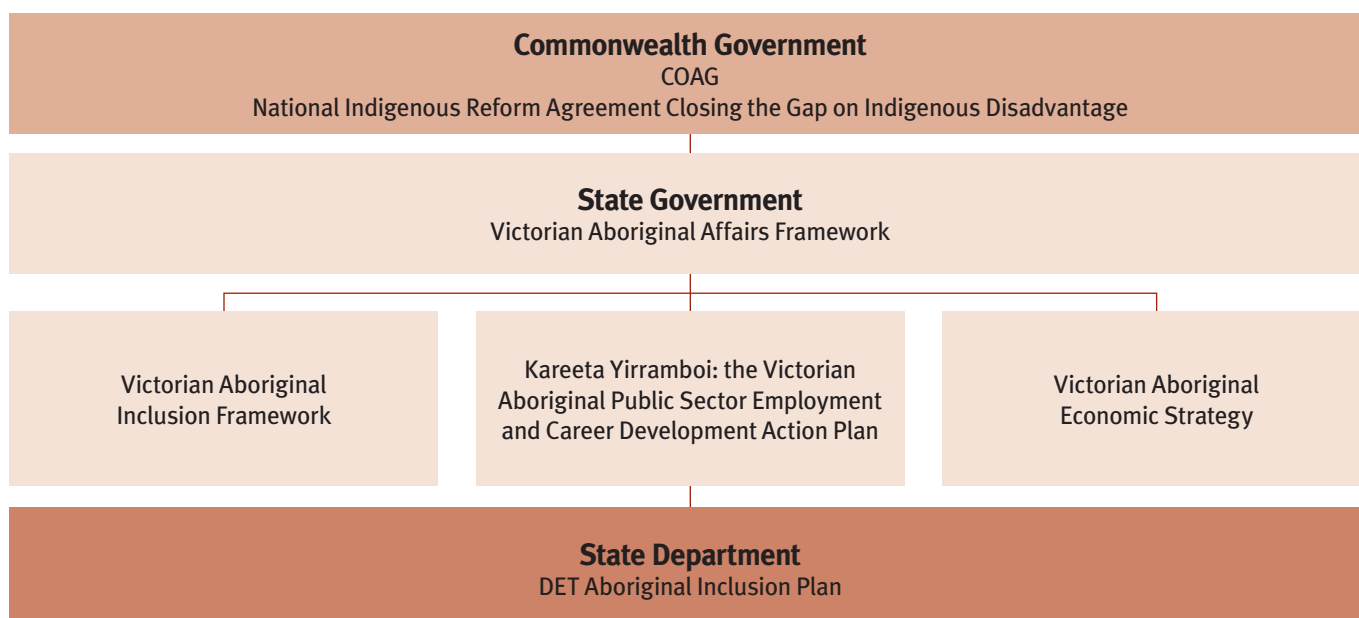 Commonwealth Government
COAG
National Indigenous Reform Agreement Closing the Gap on Indigenous Disadvantage
State Government
Victorian Aboriginal Affairs Framework
Victorian Aboriginal
Inclusion Framework
Kareeta Yirramboi: the Victorian
Aboriginal Public Sector Employment
and Career Development Action Plan
Victorian Aboriginal
Economic Strategy
State Department
DET Aboriginal Inclusion Plan